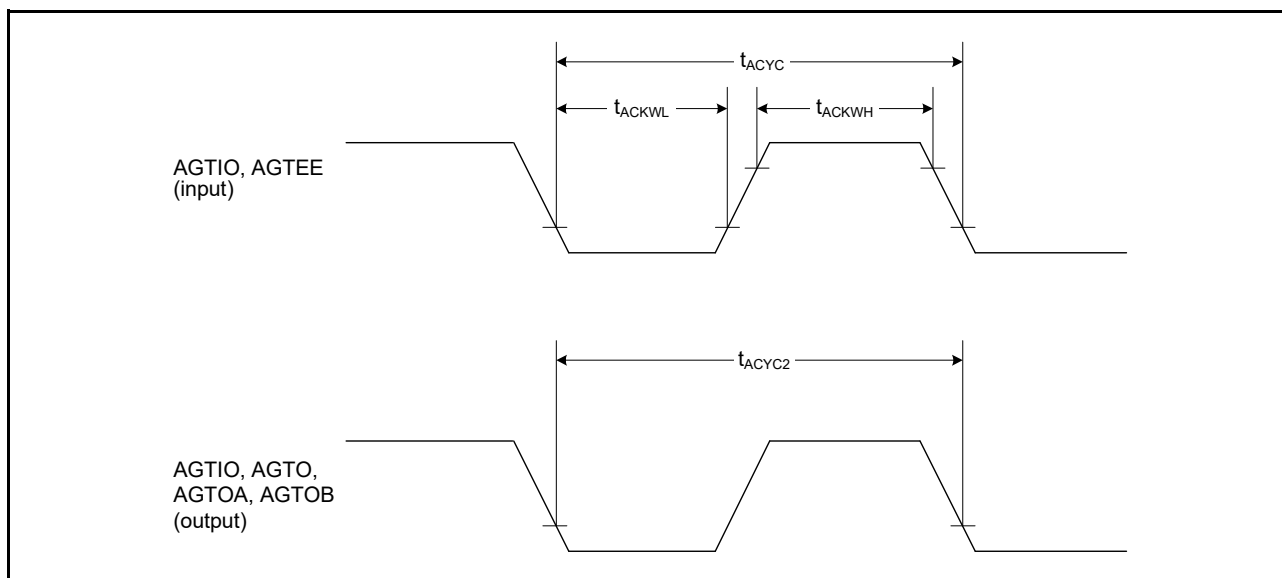 tACYC
tACKWL
tACKWH
AGTIO, AGTEE
(input)
tACYC2
AGTIO, AGTO,
AGTOA, AGTOB
(output)